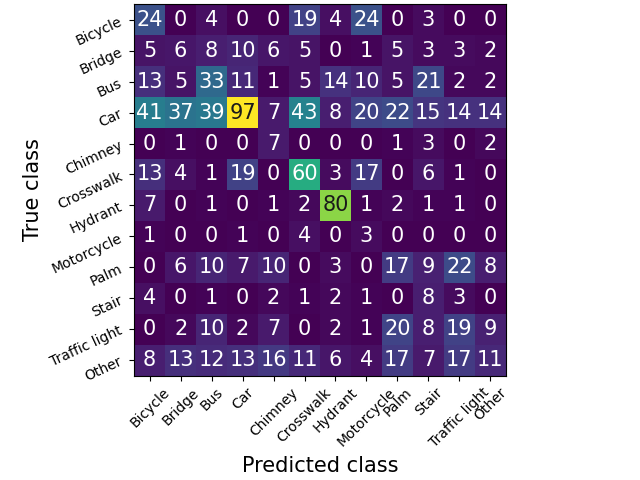 Bicycle 24 0 4 0 0 19 4 24 0 3 0 0
Bridge 5 6 8 10 6 5 0 1 5 3 3 2
Bus 13 5 33 11 1 5 14 10 5 21 2 2
Car 41 37 39 97 7 43 8 20 22 15 14 14
Chimney 0 1 0 0 7 0 0 0 1 3 0 2
Crosswalk 13 4 1 19 0 60 3 17 0 6 1 0
Hydrant 7 0 1 0 1 2 80 1 2 1 1 0
Motorcycle 1 0 0 1 0 4 0 3 0 0 0 0
Palm 0 6 10 7 10 0 3 0 17 9 22 8
Stair 4 0 1 0 2 1 2 1 0 8 3 0
Traffic light 0 2 10 2 7 0 2 1 20 8 19 9
Other 8 13 12 13 16 11 6 4 17 7 17 11
True class
Bicycle Bridge Bus Car Chimney Crosswalk Hydrant Motorcycle Palm Stair Traffic light Other
Predicted class